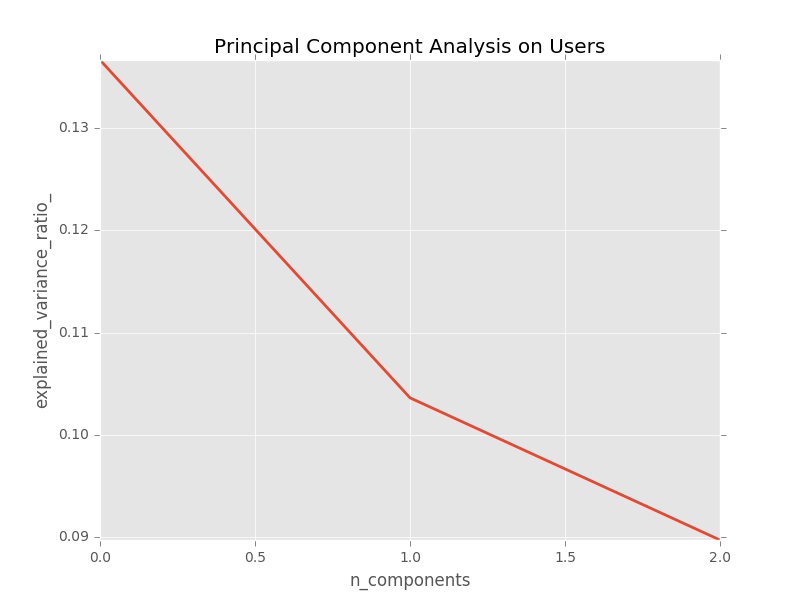 Principal Component Analysis on Users
explained_variance_ratio_
0.13
0.12
0.11
0.10
0.09
0.0 0.5 1.0 1.5 2.0
n_components